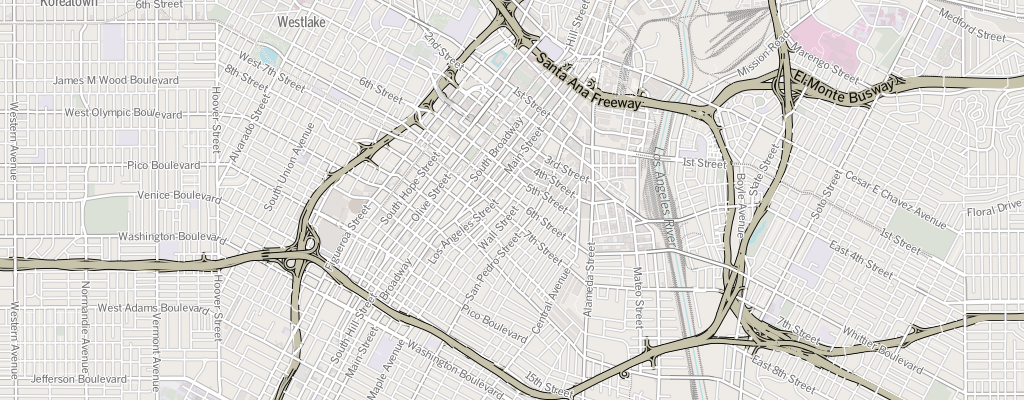 Koreatown
6th Street
Westlake
2nd Street
Hill Street
Medford Street
Marengo Street
Mission Road
West 7th Street
8th Street
6th Street
James M Wood Boulevard
Santa Ana Freeway
El Monte Busway
West Olympic Boulevard
1st Street
Western Avenue
Hoover Street
Alvarado Street
South Union Avenue
South Broadway
Main Street
Pico Boulevard
Venice Boulevard
Washington Boulevard
South Hope Street
Olive Street
3rd Street
4th Street
5th Street
6th Street
7th Street
Los Angeles River
1st Street
Boyle Avenue
State Street
Soto Street
Cesar E Chavez Avenue
Floral Drive
1st Street
East 4th Street
Figueroa Street
Los Angeles Street
Wall Street
San Pedro Street
Broadway
Central Avenue
Alameda Street
Mateo Street
Western Avenue
Normandie Avenue
Vermont Avenue
Hoover Street
West Adams Boulevard
Jefferson Boulevard
South Hill Street
Main Street
Maple Avenue
Pico Boulevard
Washington Boulevard
15th Street
7th Street
Whittier Boulevard
East 8th Street